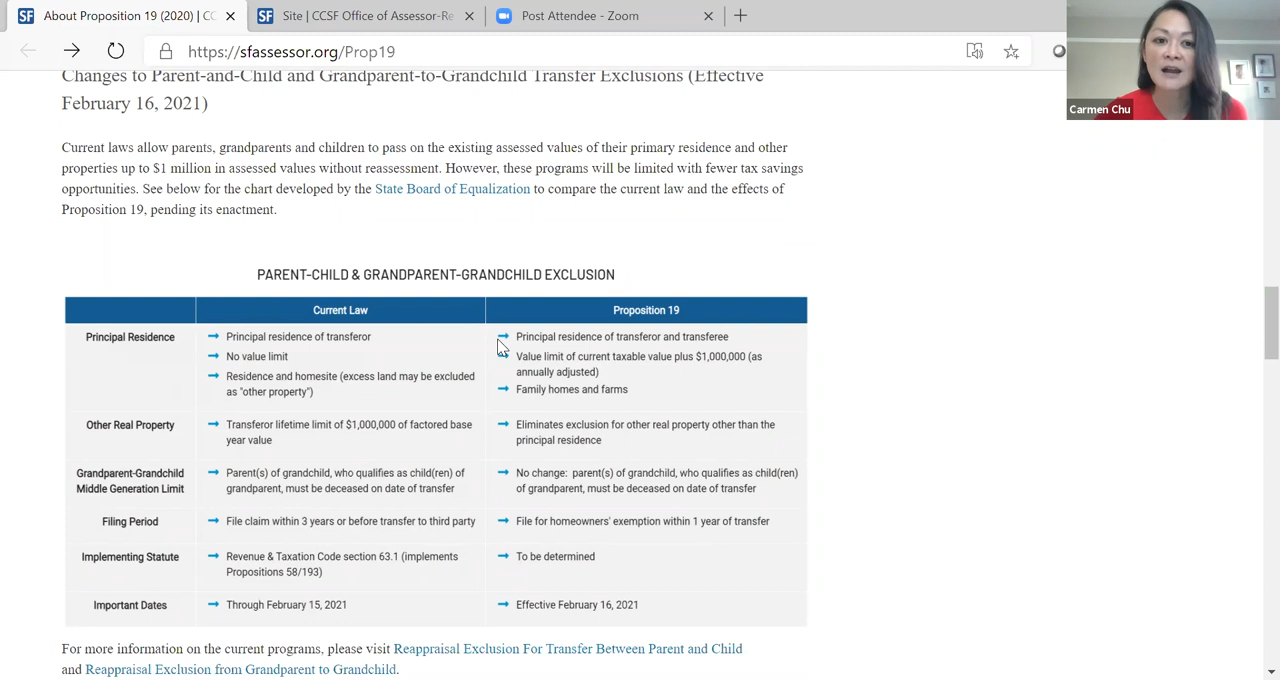 SF About Proposition 19 (2020) | CC
SF Site | CCSF Office of Assessor-Re
Post Attendee - Zoom
https://sfassessor.org/Prop19
Carmen Chu
Changes to Parent-and-Child and Grandparent-to-Grandchild Transfer Exclusions (Effective
February 16, 2021)
Current laws allow parents, grandparents and children to pass on the existing assessed values of their primary residence and other
properties up to $1 million in assessed values without reassessment. However, these programs will be limited with fewer tax savings
opportunities. See below for the chart developed by the State Board of Equalization to compare the current law and the effects of
Proposition 19, pending its enactment.
PARENT-CHILD & GRANDPARENT-GRANDCHILD EXCLUSION
Current Law
Proposition 19
Principal Residence
Principal residence of transferor
No value limit
Residence and homesite (excess land may be excluded
as "other property")
Principal residence of transferor and transferee
Value limit of current taxable value plus $1,000,000 (as
annually adjusted)
Family homes and farms
Other Real Property
Transferor lifetime limit of $1,000,000 of factored base
year value
Eliminates exclusion for other real property other than the
principal residence
Grandparent-Grandchild
Middle Generation Limit
Parent(s) of grandchild, who qualifies as child(ren) of
grandparent, must be deceased on date of transfer
No change: parent(s) of grandchild, who qualifies as child(ren)
of grandparent, must be deceased on date of transfer
Filing Period
File claim within 3 years or before transfer to third party
File for homeowners' exemption within 1 year of transfer
Implementing Statute
Revenue & Taxation Code section 63.1 (implements
Propositions 58/193)
To be determined
Important Dates
Through February 15, 2021
Effective February 16, 2021
For more information on the current programs, please visit Reappraisal Exclusion For Transfer Between Parent and Child
and Reappraisal Exclusion from Grandparent to Grandchild.